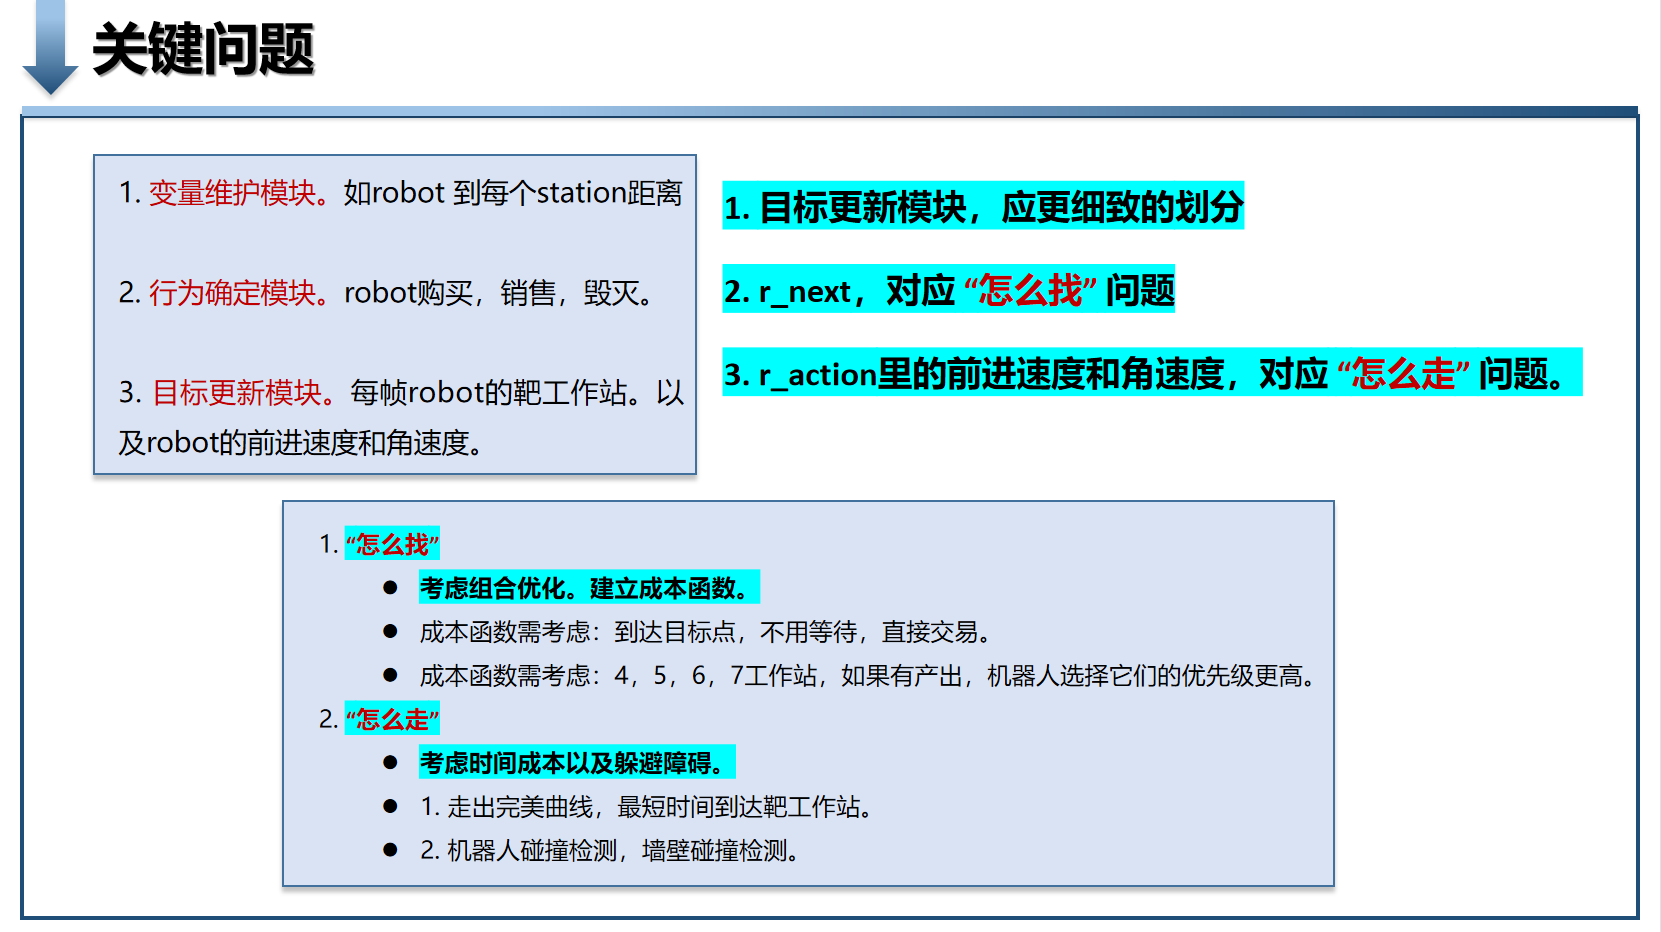 关键问题
1. 变量维护模块。如robot 到每个station距离
2. 行为确定模块。robot购买，销售，毁灭。
3. 目标更新模块。每帧robot的靶工作站。以
及robot的前进速度和角速度。
1. 目标更新模块，应更细致的划分
2. r_next，对应 “怎么找” 问题
3. r_action里的前进速度和角速度，对应 “怎么走” 问题。
1. “怎么找”
● 考虑组合优化。建立成本函数。
● 成本函数需考虑：到达目标点，不用等待，直接交易。
● 成本函数需考虑：4，5，6，7工作站，如果有产出，机器人选择它们的优先级更高。
2. “怎么走”
● 考虑时间成本以及躲避障碍。
● 1. 走出完美曲线，最短时间到达靶工作站。
● 2. 机器人碰撞检测，墙壁碰撞检测。